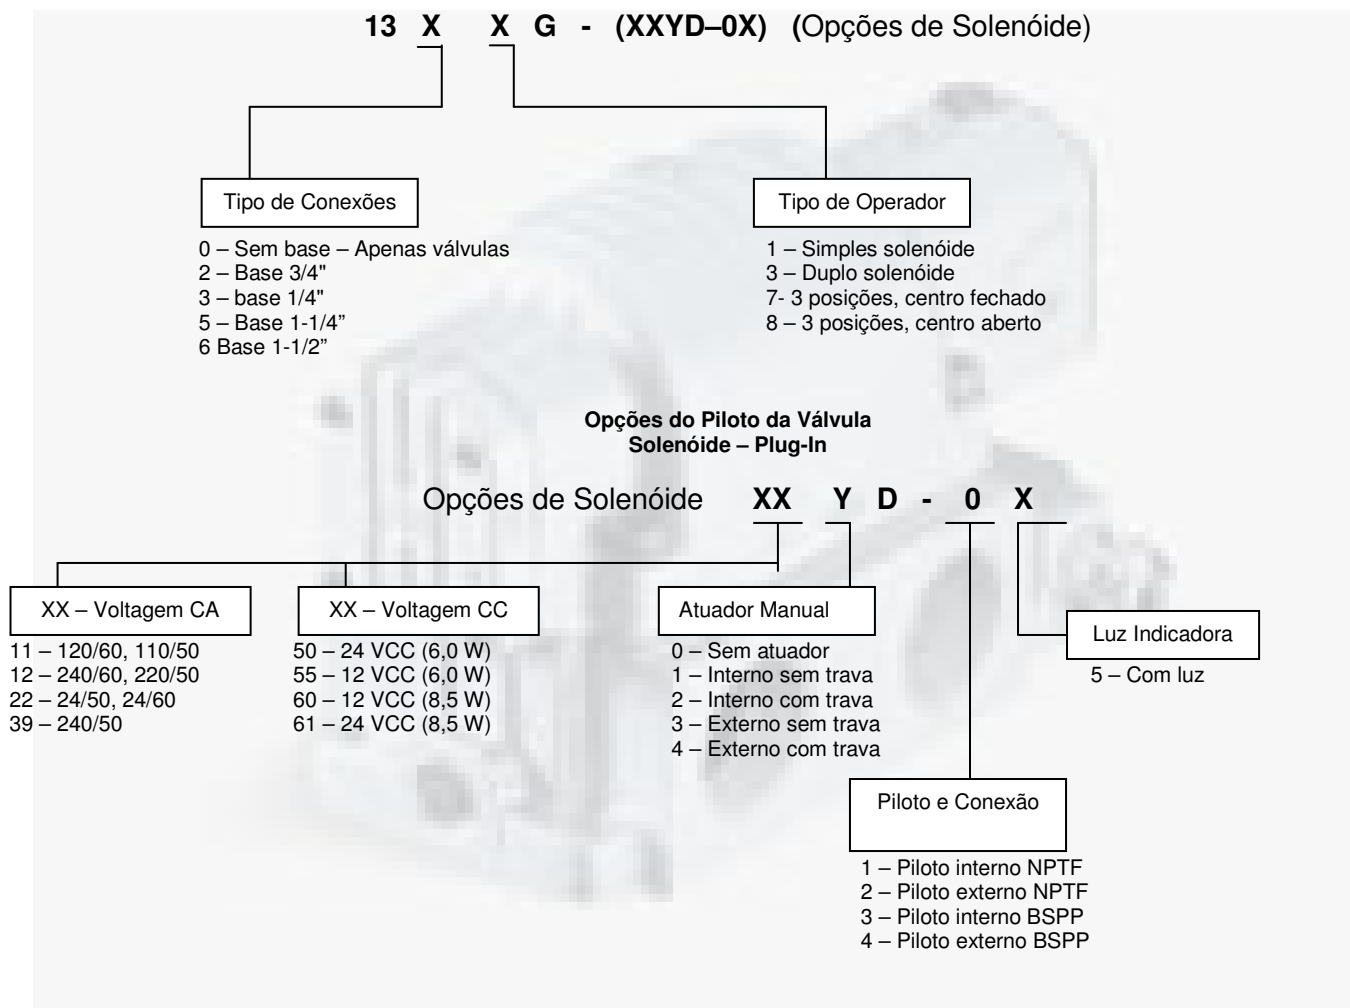 13 X X G - (XXYD–0X) (Opções de Solenóide)
Tipo de Conexões
0 – Sem base – Apenas válvulas
2 – Base 3/4"
3 – base 1/4"
5 – Base 1-1/4”
6 Base 1-1/2”
Tipo de Operador
1 – Simples solenóide
3 – Duplo solenóide
7- 3 posições, centro fechado
8 – 3 posições, centro aberto
Opções do Piloto da Válvula
Solenóide – Plug-In
Opções de Solenóide XX Y D - 0 X
XX – Voltagem CA
11 – 120/60, 110/50
12 – 240/60, 220/50
22 – 24/50, 24/60
39 – 240/50
XX – Voltagem CC
50 – 24 VCC (6,0 W)
55 – 12 VCC (6,0 W)
60 – 12 VCC (8,5 W)
61 – 24 VCC (8,5 W)
Atuador Manual
0 – Sem atuador
1 – Interno sem trava
2 – Interno com trava
3 – Externo sem trava
4 – Externo com trava
Luz Indicadora
5 – Com luz
Piloto e Conexão
1 – Piloto interno NPTF
2 – Piloto externo NPTF
3 – Piloto interno BSPP
4 – Piloto externo BSPP